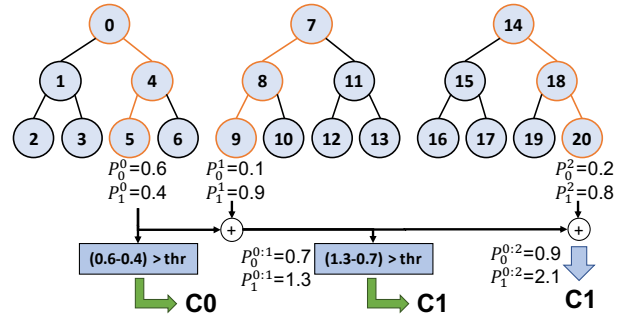 0 7 14
1 4 8 11 15 18
2 3 5 6 9 10 12 13 16 17 19 20
P_0^0=0.6 P_0^1=0.1 P_0^2=0.2
P_1^0=0.4 P_1^1=0.9 P_1^2=0.8
+ +
(0.6-0.4) > thr P_0^{0:1}=0.7 (1.3-0.7) > thr P_0^{0:2}=0.9
P_1^{0:1}=1.3 P_1^{0:2}=2.1
C0 C1 C1